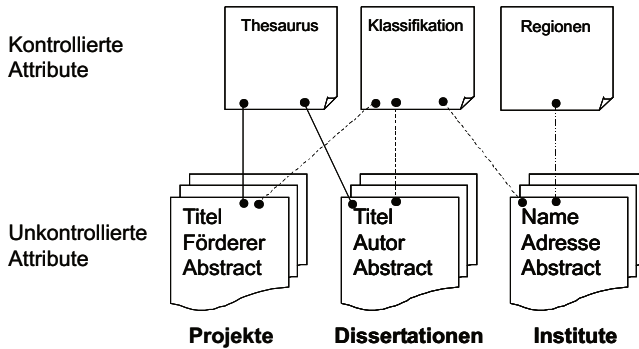 Kontrollierte
Attribute
Thesaurus
Klassifikation
Regionen
Unkontrollierte
Attribute
Titel
Förderer
Abstract
Titel
Autor
Abstract
Name
Adresse
Abstract
Projekte
Dissertationen
Institute